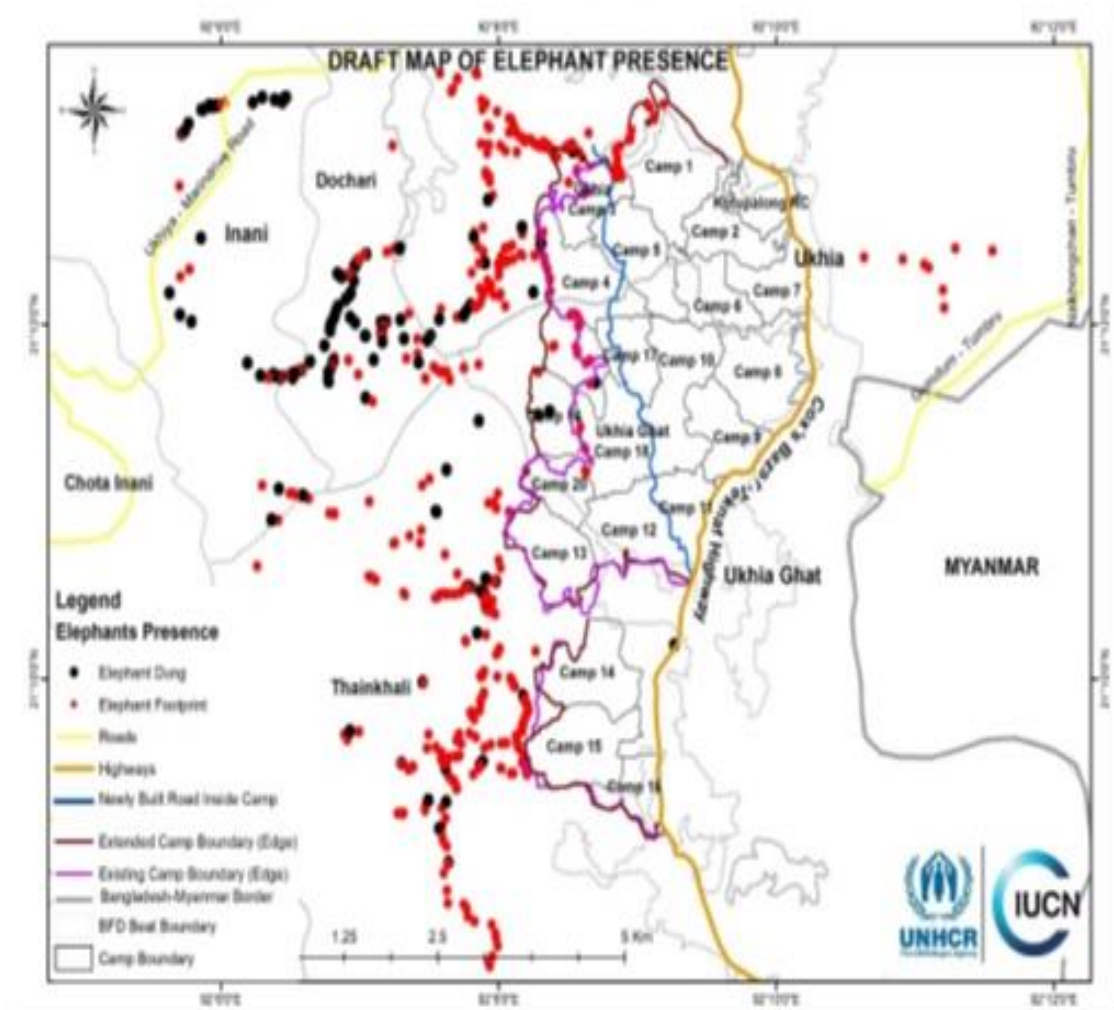 DRAFT MAP OF ELEPHANT PRESENCE
Dochari
Inani
Ukhiya - Marinedrive Road
Camp 1
Camp 2
Camp 5
Camp 4
Camp 6
Camp 7
Ukhia
Camp 17
Camp 10
Camp 8
Ukhia Ghat
Camp 18
Camp 9
Camp 20
Camp 11
Camp 12
Camp 13
Cox's Bazar-Teknaf Highway
Ukhia Ghat
MYANMAR
Chota Inani
Thainkhali
Camp 14
Camp 15
Camp 16
Legend
Elephants Presence
Elephant Dung
Elephant Footprint
Roads
Highways
Newly Built Road Inside Camp
Extended Camp Boundary (Edge)
Existing Camp Boundary (Edge)
Bangladesh-Myanmar Border
BFD Beat Boundary
Camp Boundary
1.25 2.5 5 Km
UNHCR
IUCN